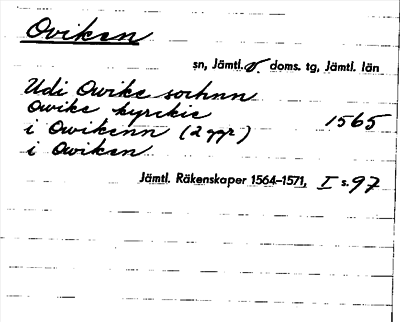 Oviken
sn, Jämtl. ö. doms. tg, Jämtl. län
Udi Owike sochnn
Owike kyrckie 1565
i Owikenn (2 ggr)
i Owiken
Jämtl. Räkenskaper 1564-1571, I s. 97